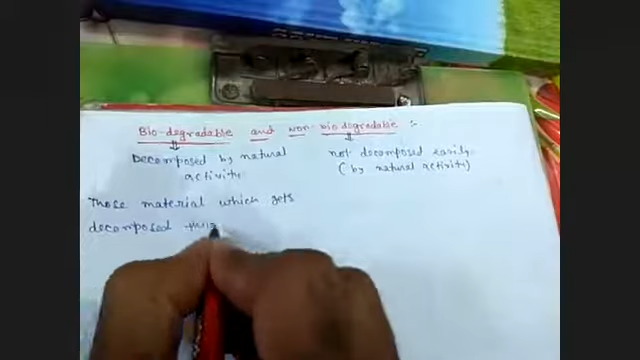 Bio-degradable and non-biodegradable :-
Decomposed by natural activity
not decomposed easily (by natural activity)
Those material which gets
decomposed